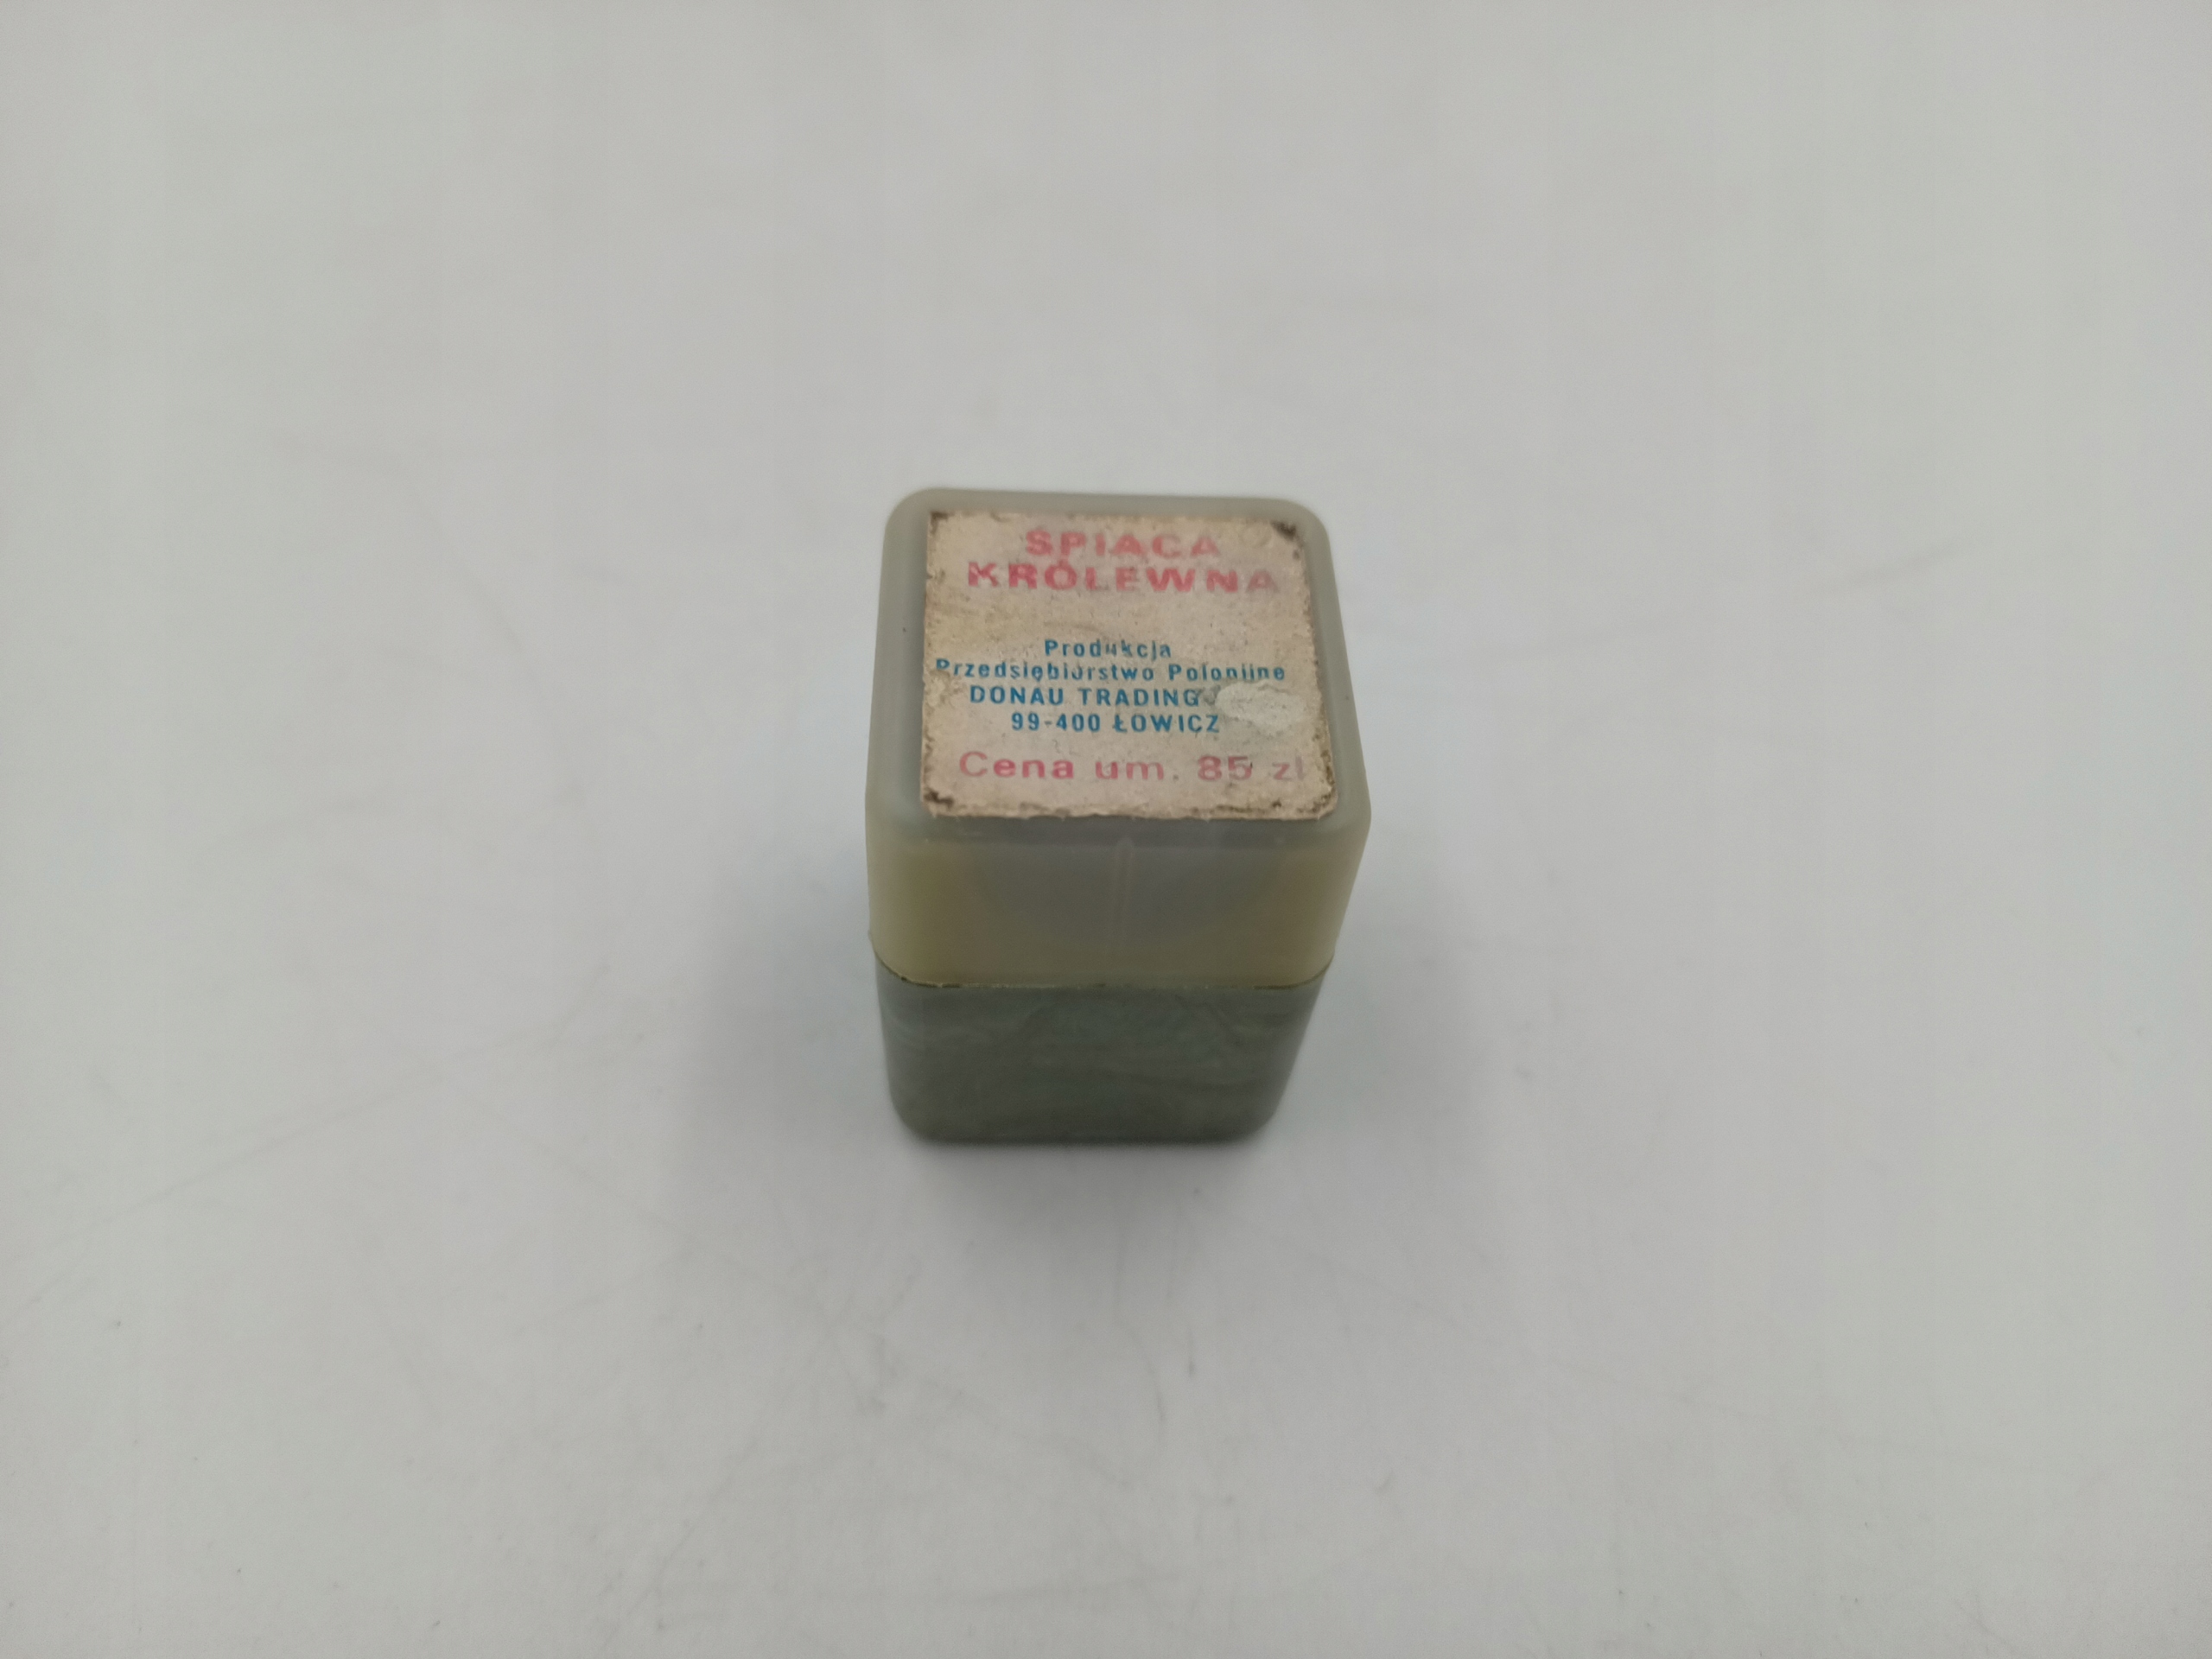 ŚPIĄCA
KRÓLEWNA
Produkcja
Przedsiębiorstwo Polonijne
DONAU TRADING
99-400 ŁOWICZ
Cena um. 85 zł